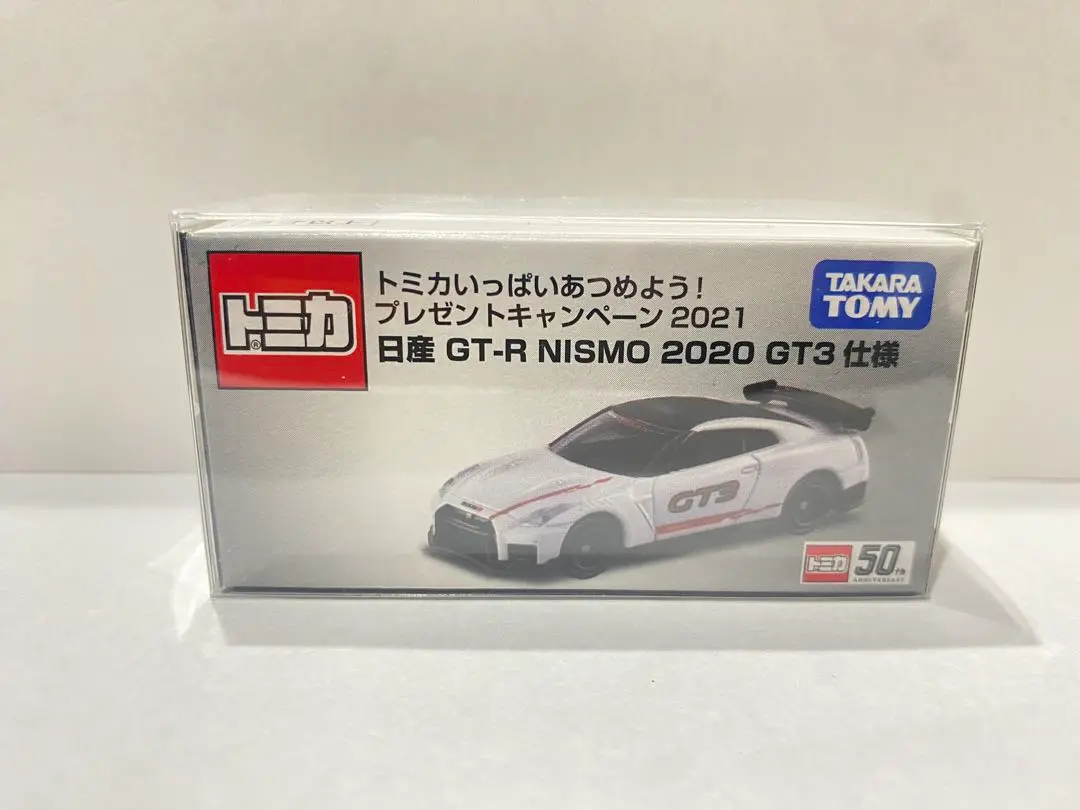 トミカ®
トミカいっぱいあつめよう!
プレゼントキャンペーン 2021
日産 GT-R NISMO 2020 GT3 仕様
TAKARA
TOMY
GT3
トミカ 50th
ANNIVERSARY